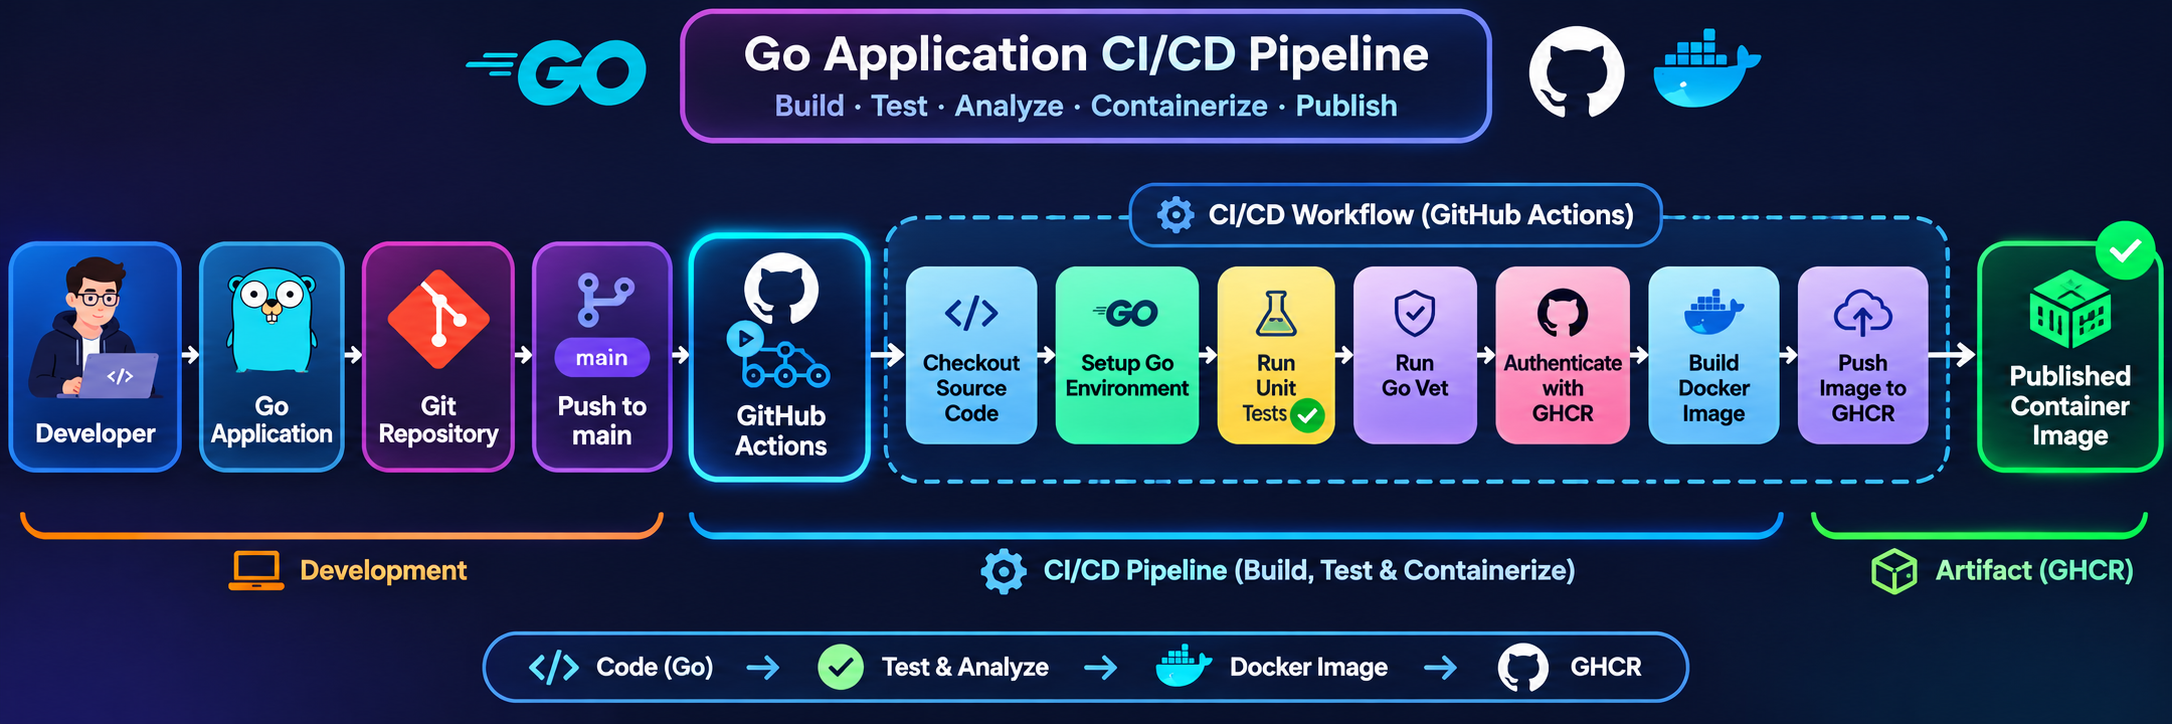 GO
Go Application CI/CD Pipeline
Build · Test · Analyze · Containerize · Publish
CI/CD Workflow (GitHub Actions)
</>
Developer
Go
Application
Git
Repository
main
Push to
main
GitHub
Actions
</>
Checkout
Source
Code
GO
Setup Go
Environment
Run
Unit
Tests
Run
Go Vet
Authenticate
with
GHCR
Build
Docker
Image
Push
Image to
GHCR
Published
Container
Image
Development
CI/CD Pipeline (Build, Test & Containerize)
Artifact (GHCR)
</> Code (Go) → Test & Analyze → Docker Image → GHCR